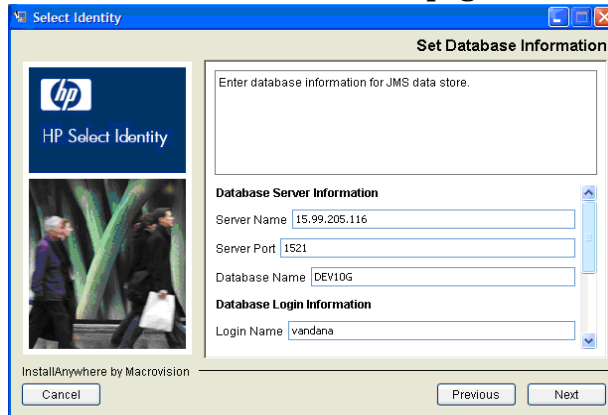 Select Identity
Set Database Information
hp
HP Select Identity
Enter database information for JMS data store.
Database Server Information
Server Name 15.99.205.116
Server Port 1521
Database Name DEV10G
Database Login Information
Login Name vandana
InstallAnywhere by Macrovision
Cancel
Previous
Next